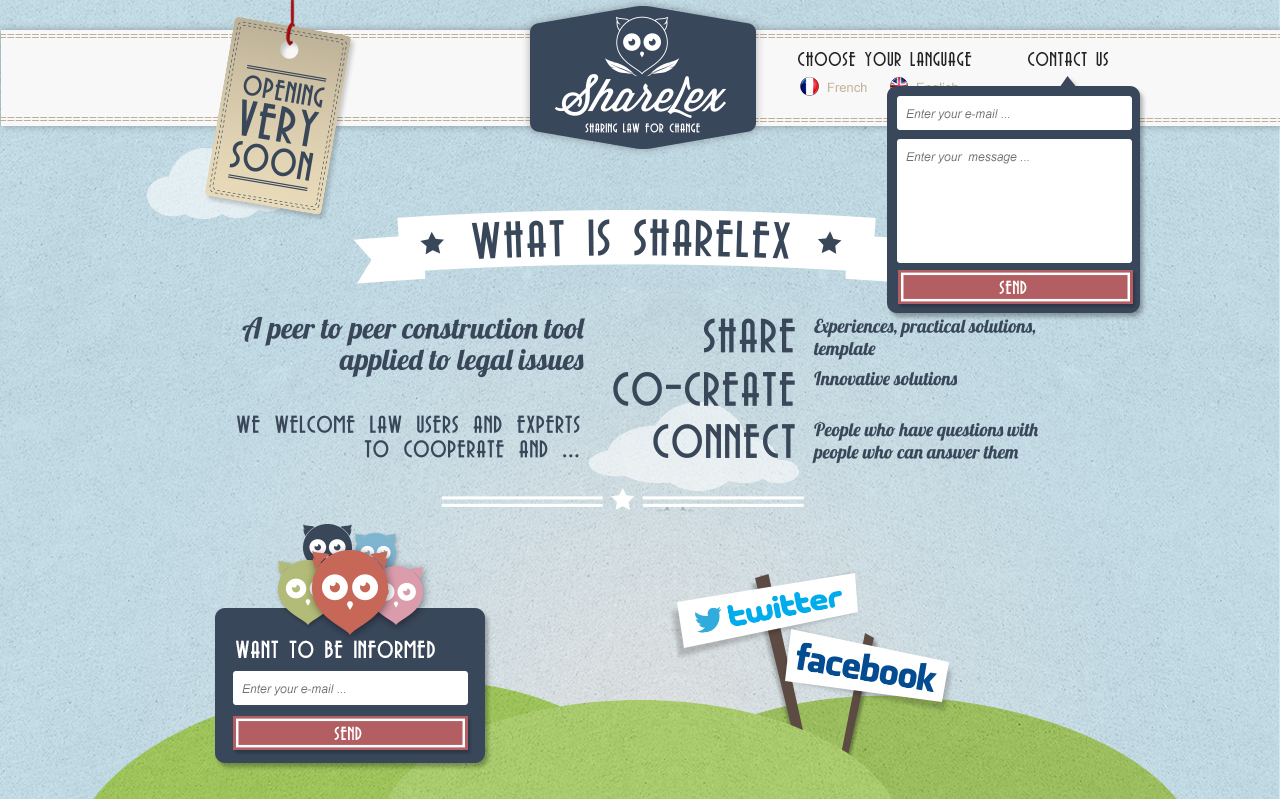 OPENING
VERY
SOON
ShareLex
SHARING LAW FOR CHANGE
CHOOSE YOUR LANGUAGE
French
English
CONTACT US
Enter your e-mail ...
Enter your message ...
SEND
WHAT IS SHARELEX
A peer to peer construction tool
applied to legal issues
WE WELCOME LAW USERS AND EXPERTS
TO COOPERATE AND ...
SHARE
Experiences, practical solutions,
template
CO-CREATE
Innovative solutions
CONNECT
People who have questions with
people who can answer them
WANT TO BE INFORMED
Enter your e-mail ...
SEND
twitter
facebook